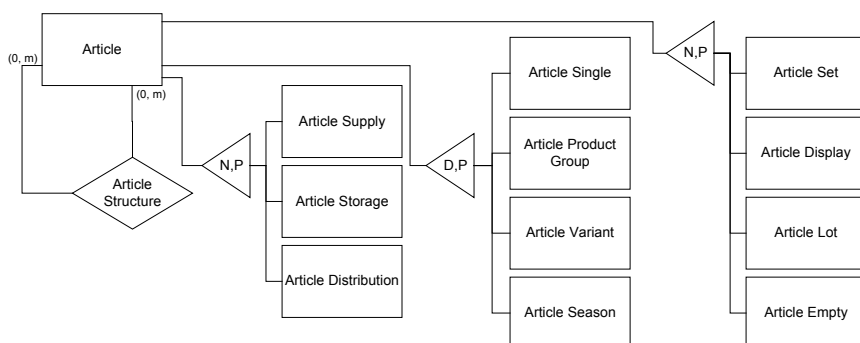 Article
(0, m)
(0, m)
Article
Structure
N,P
Article Supply
Article Storage
Article Distribution
D,P
Article Single
Article Product
Group
Article Variant
Article Season
N,P
Article Set
Article Display
Article Lot
Article Empty